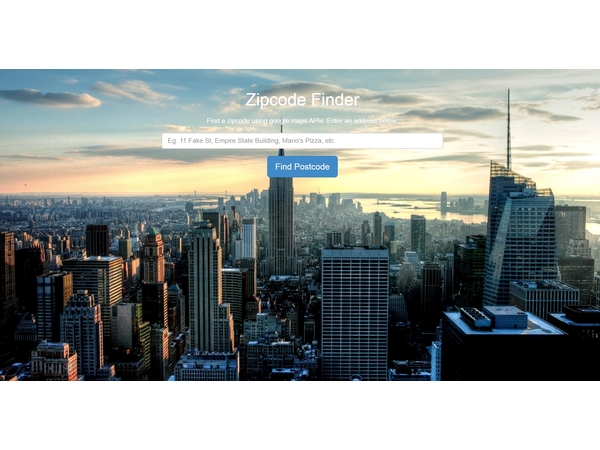 Zipcode Finder
Find a zipcode using google maps APIs. Enter an address below.
Eg. 11 Fake St, Empire State Building, Mario's Pizza, etc.
Find Postcode